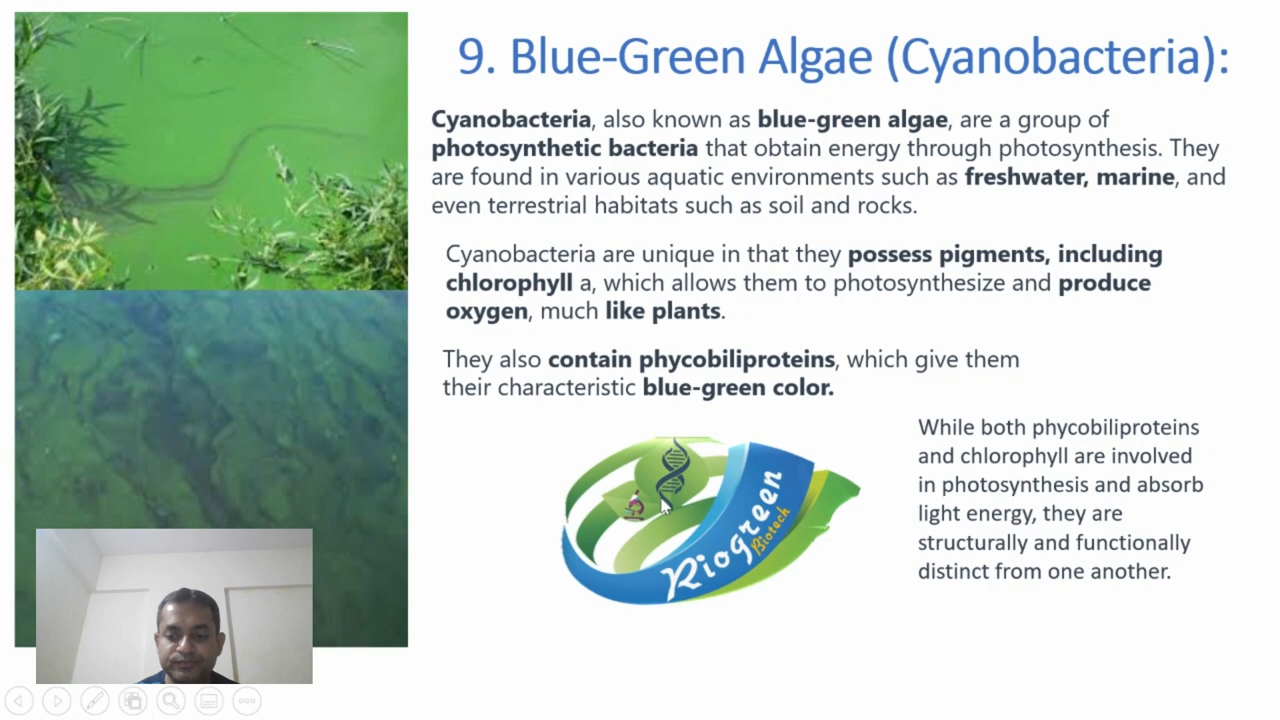 9. Blue-Green Algae (Cyanobacteria):
Cyanobacteria, also known as blue-green algae, are a group of
photosynthetic bacteria that obtain energy through photosynthesis. They
are found in various aquatic environments such as freshwater, marine, and
even terrestrial habitats such as soil and rocks.
Cyanobacteria are unique in that they possess pigments, including
chlorophyll a, which allows them to photosynthesize and produce
oxygen, much like plants.
They also contain phycobiliproteins, which give them
their characteristic blue-green color.
While both phycobiliproteins
and chlorophyll are involved
in photosynthesis and absorb
light energy, they are
structurally and functionally
distinct from one another.
Riogreen
Biotech